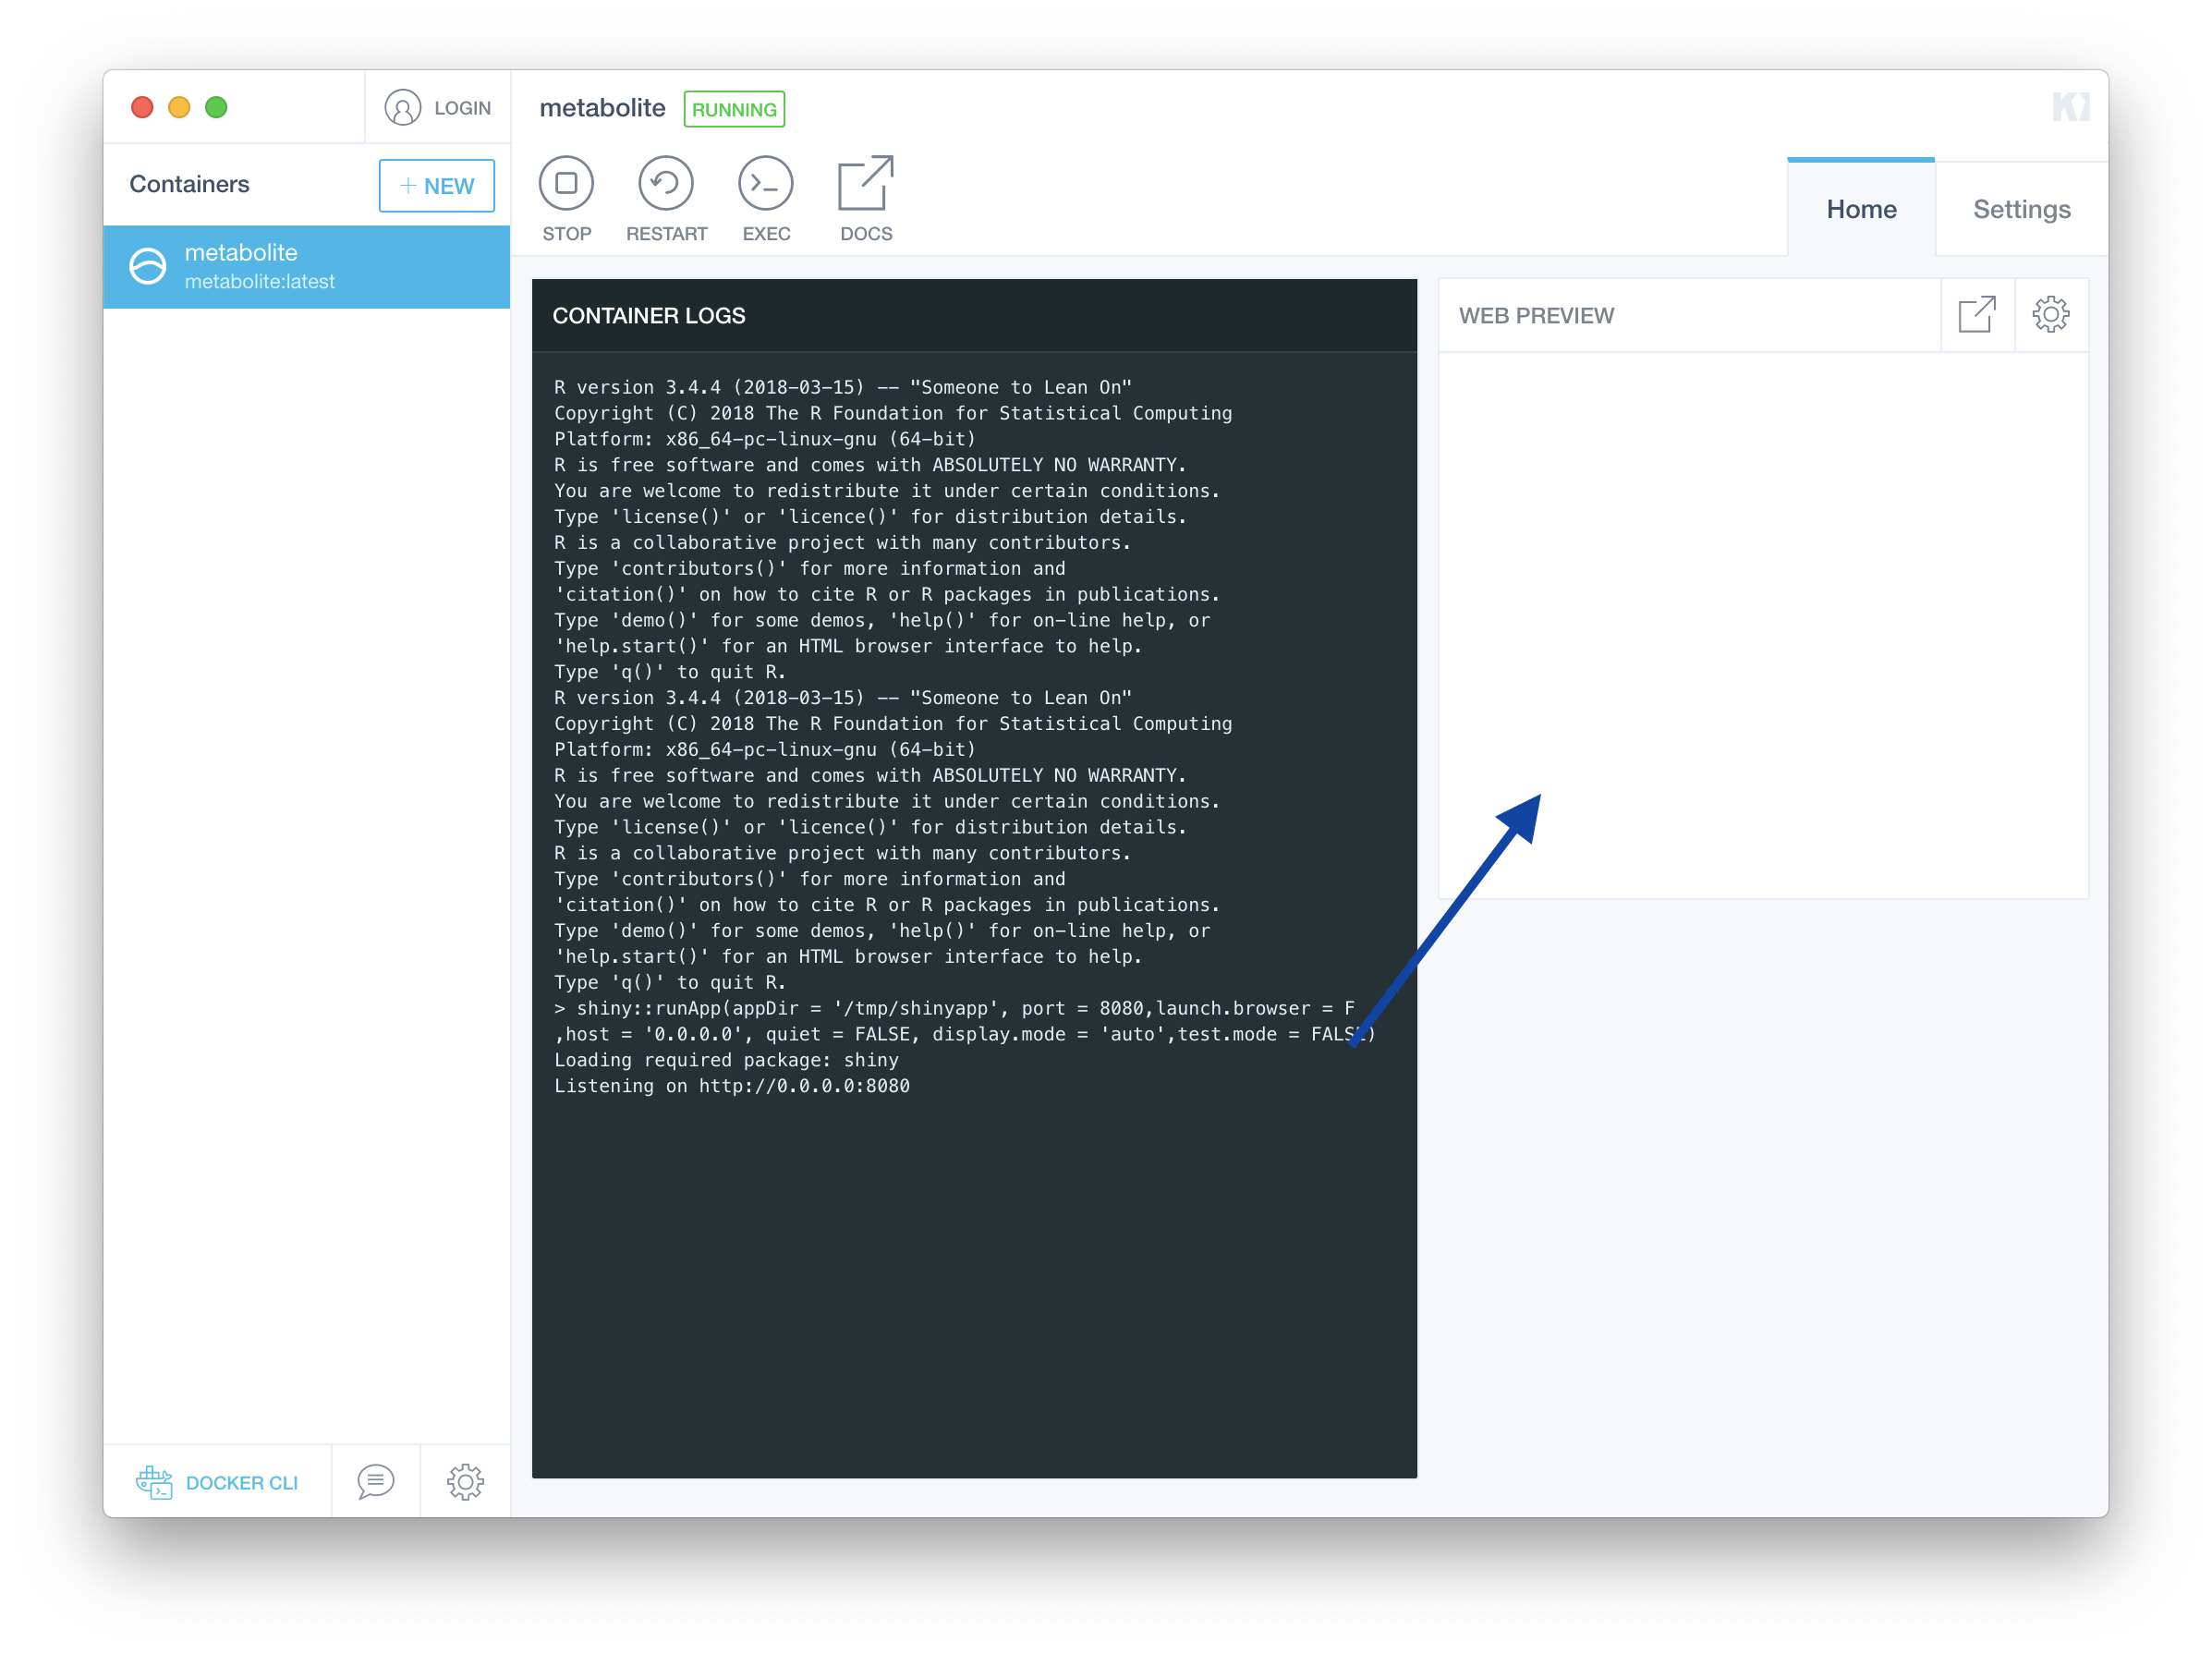 LOGIN
metabolite RUNNING
Containers
+ NEW
STOP
RESTART
EXEC
DOCS
Home
Settings
metabolite
metabolite:latest
CONTAINER LOGS
R version 3.4.4 (2018-03-15) -- "Someone to Lean On"
Copyright (C) 2018 The R Foundation for Statistical Computing
Platform: x86_64-pc-linux-gnu (64-bit)
R is free software and comes with ABSOLUTELY NO WARRANTY.
You are welcome to redistribute it under certain conditions.
Type 'license()' or 'licence()' for distribution details.
R is a collaborative project with many contributors.
Type 'contributors()' for more information and
'citation()' on how to cite R or R packages in publications.
Type 'demo()' for some demos, 'help()' for on-line help, or
'help.start()' for an HTML browser interface to help.
Type 'q()' to quit R.
R version 3.4.4 (2018-03-15) -- "Someone to Lean On"
Copyright (C) 2018 The R Foundation for Statistical Computing
Platform: x86_64-pc-linux-gnu (64-bit)
R is free software and comes with ABSOLUTELY NO WARRANTY.
You are welcome to redistribute it under certain conditions.
Type 'license()' or 'licence()' for distribution details.
R is a collaborative project with many contributors.
Type 'contributors()' for more information and
'citation()' on how to cite R or R packages in publications.
Type 'demo()' for some demos, 'help()' for on-line help, or
'help.start()' for an HTML browser interface to help.
Type 'q()' to quit R.
> shiny::runApp(appDir = '/tmp/shinyapp', port = 8080,launch.browser = F
,host = '0.0.0.0', quiet = FALSE, display.mode = 'auto',test.mode = FALSE)
Loading required package: shiny
Listening on http://0.0.0.0:8080
WEB PREVIEW
DOCKER CLI